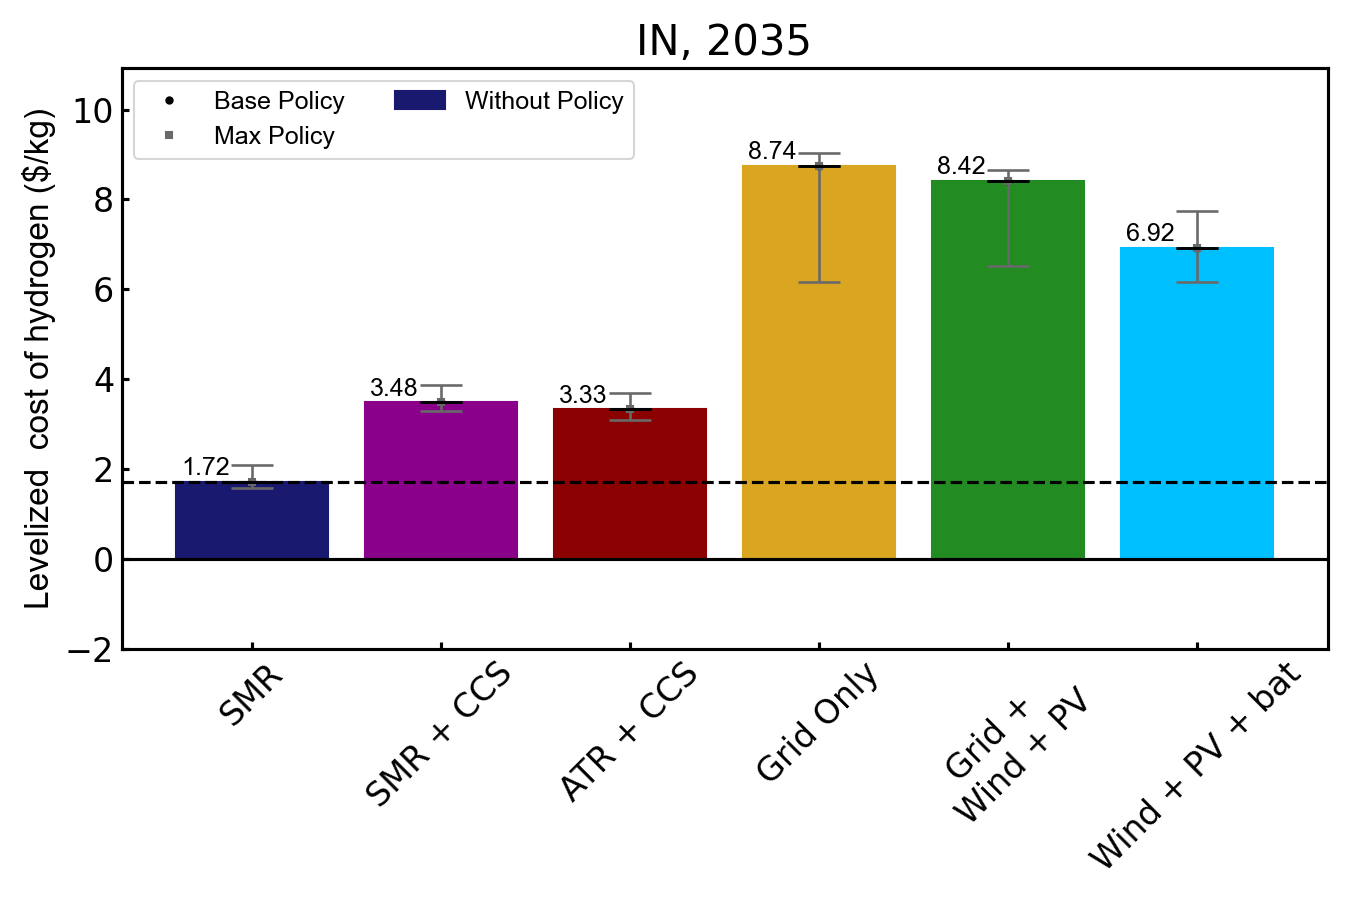 IN, 2035
Base Policy
Max Policy
Without Policy
Levelized  cost of hydrogen ($/kg)
10
8
6
4
2
0
−2
1.72
3.48
3.33
8.74
8.42
6.92
SMR
SMR + CCS
ATR + CCS
Grid Only
Grid +
Wind + PV
Wind + PV + bat